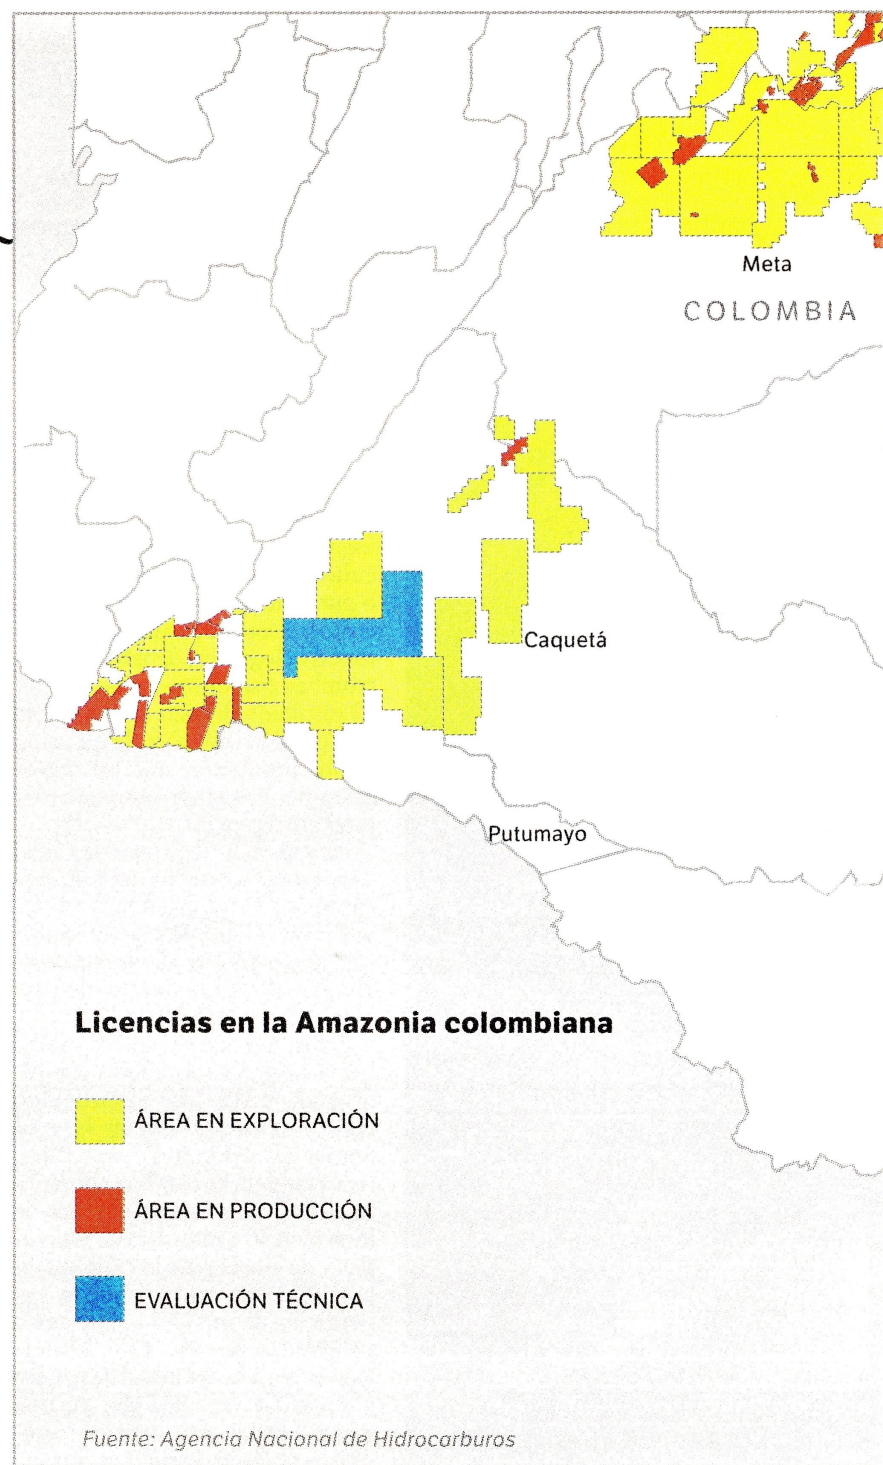 Meta
COLOMBIA
Caquetá
Putumayo
Licencias en la Amazonia colombiana
ÁREA EN EXPLORACIÓN
ÁREA EN PRODUCCIÓN
EVALUACIÓN TÉCNICA
Fuente: Agencia Nacional de Hidrocarburos